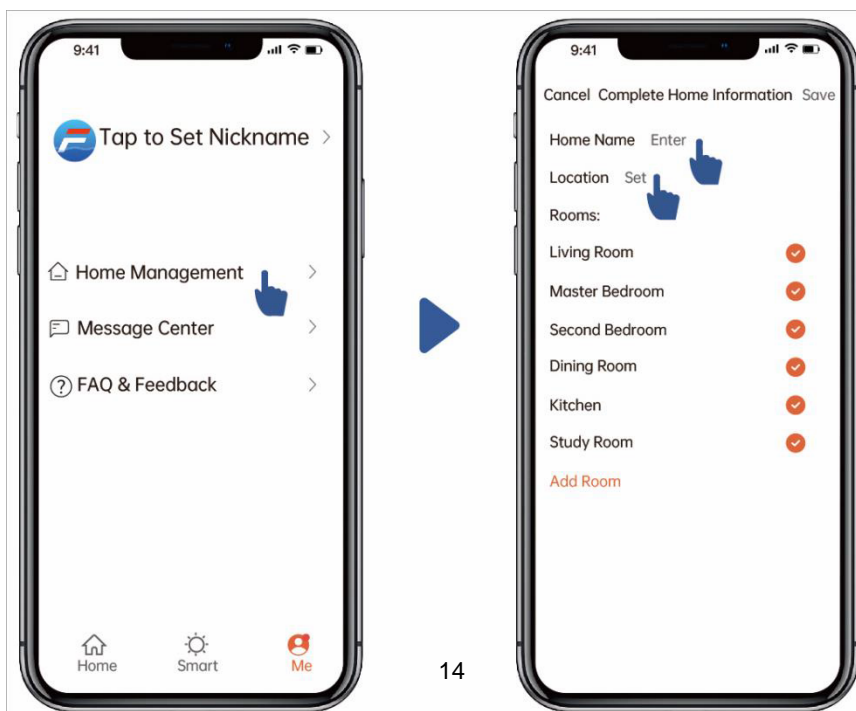 9:41
Tap to Set Nickname
Home Management
Message Center
FAQ & Feedback
Home Smart Me
9:41
Cancel Complete Home Information Save
Home Name Enter
Location Set
Rooms:
Living Room
Master Bedroom
Second Bedroom
Dining Room
Kitchen
Study Room
Add Room
14